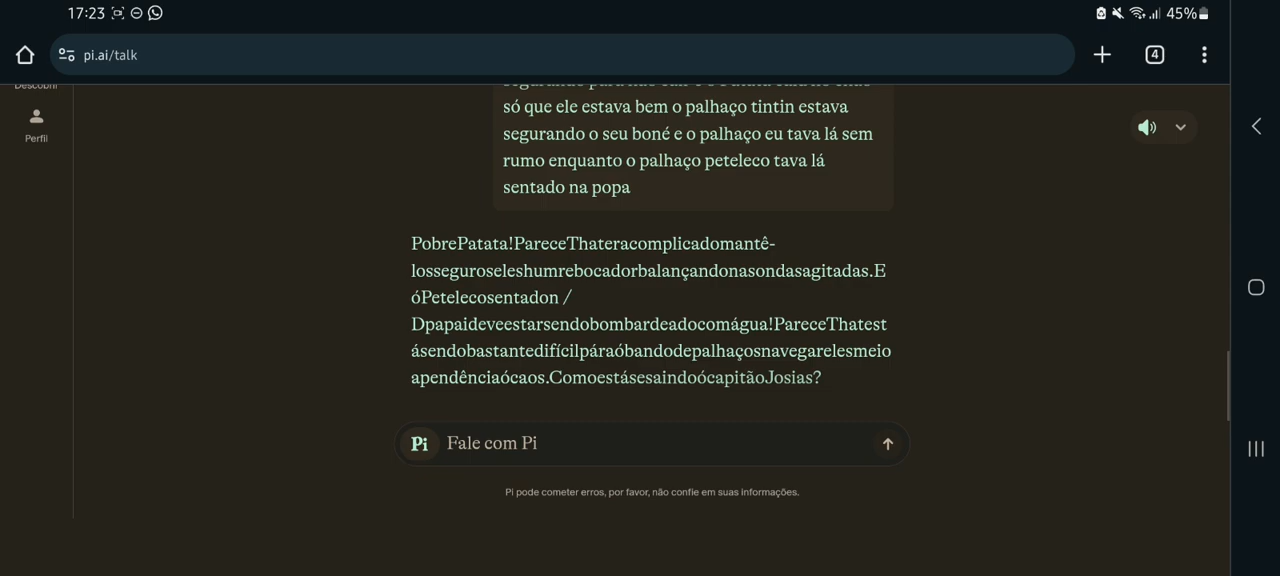 17:23
45%
pi.ai/talk
4
Descobrir
Perfil
só que ele estava bem o palhaço tintin estava
segurando o seu boné e o palhaço eu tava lá sem
rumo enquanto o palhaço peteleco tava lá
sentado na popa
PobrePatata!PareceThateracomplicadomantê-
losseguroseleshumrebocadorbalançandonasondasagitadas.E
óPetelecosentadon /
Dpapaideveestarsendobombardeadocomágua!PareceThatest
ásendobastantedifícilpáraóbandodepalhaçosnavegarelesmeio
apendênciaócaos.ComoestásesaindoócapitãoJosias?
Pi
Fale com Pi
Pi pode cometer erros, por favor, não confie em suas informações.